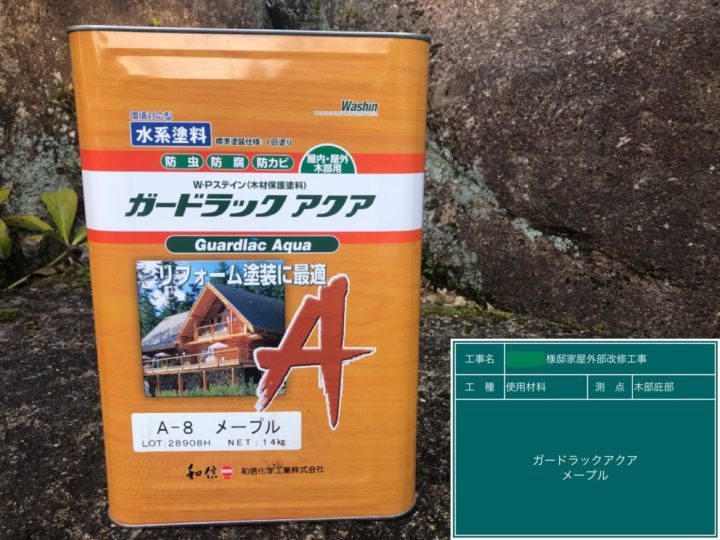 Washin
環境対応型
水系塗料
標準塗装仕様:1回塗り
防虫 防腐 防カビ
屋内・屋外
木部用
W・Pステイン(木材保護塗料)
ガードラック アクア
Guardlac Aqua
リフォーム塗装に最適
A
A-8 メープル
LOT:28908H NET:14kg
和信 和信化学工業株式会社
工事名 様邸家屋外部改修工事
工 種 使用材料 測 点 木部庇部
ガードラックアクア
メープル